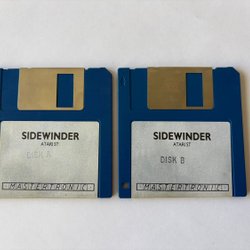 SIDEWINDER
ATARI ST
DISK A
MASTERTRONIC
SIDEWINDER
ATARI ST
DISK B
MASTERTRONIC